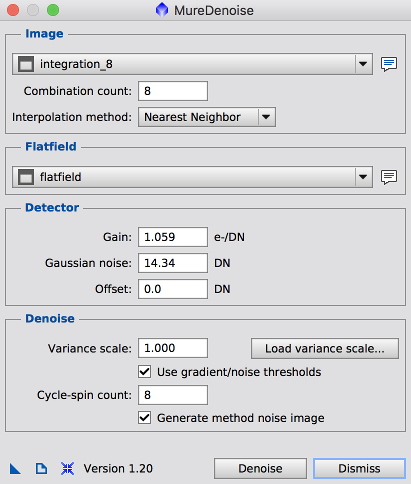 MureDenoise
Image
integration_8
Combination count: 8
Interpolation method: Nearest Neighbor
Flatfield
flatfield
Detector
Gain: 1.059 e-/DN
Gaussian noise: 14.34 DN
Offset: 0.0 DN
Denoise
Variance scale: 1.000 Load variance scale...
Use gradient/noise thresholds
Cycle-spin count: 8
Generate method noise image
Version 1.20 Denoise Dismiss